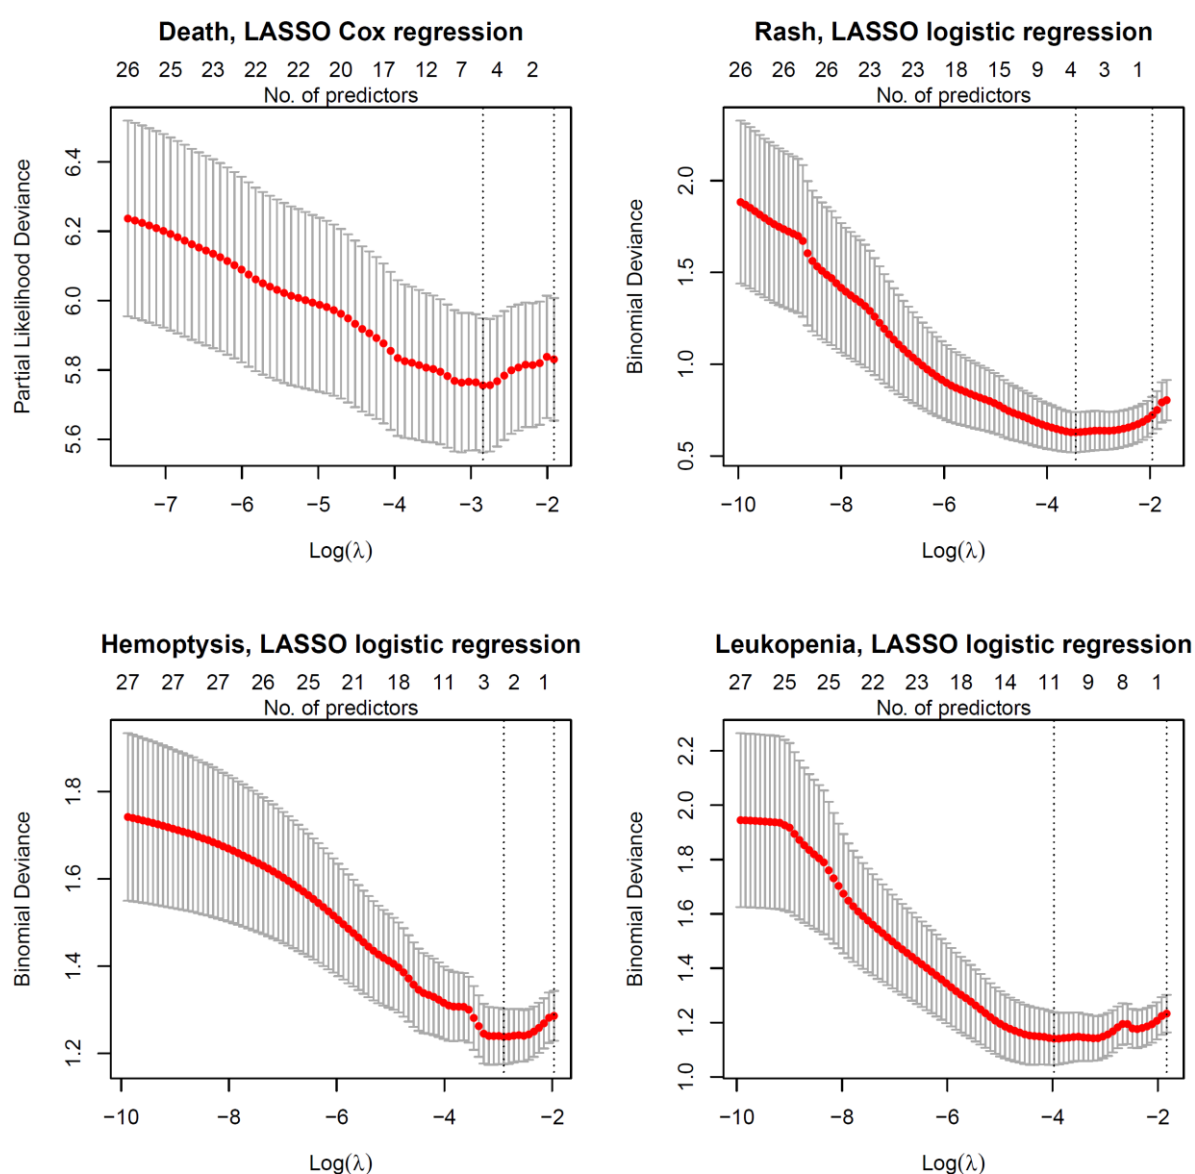 Death, LASSO Cox regression
26 25 23 22 22 20 17 12 7 4 2
No. of predictors
Partial Likelihood Deviance
6.4
6.2
6.0
5.8
5.6
−7 −6 −5 −4 −3 −2
Log(λ)
Rash, LASSO logistic regression
26 26 26 23 23 18 15 9 4 3 1
No. of predictors
Binomial Deviance
2.0
1.5
1.0
0.5
−10 −8 −6 −4 −2
Log(λ)
Hemoptysis, LASSO logistic regression
27 27 27 26 25 21 18 11 3 2 1
No. of predictors
Binomial Deviance
1.8
1.6
1.4
1.2
−10 −8 −6 −4 −2
Log(λ)
Leukopenia, LASSO logistic regression
27 25 25 22 23 18 14 11 9 8 1
No. of predictors
Binomial Deviance
2.2
2.0
1.8
1.6
1.4
1.2
1.0
−10 −8 −6 −4 −2
Log(λ)